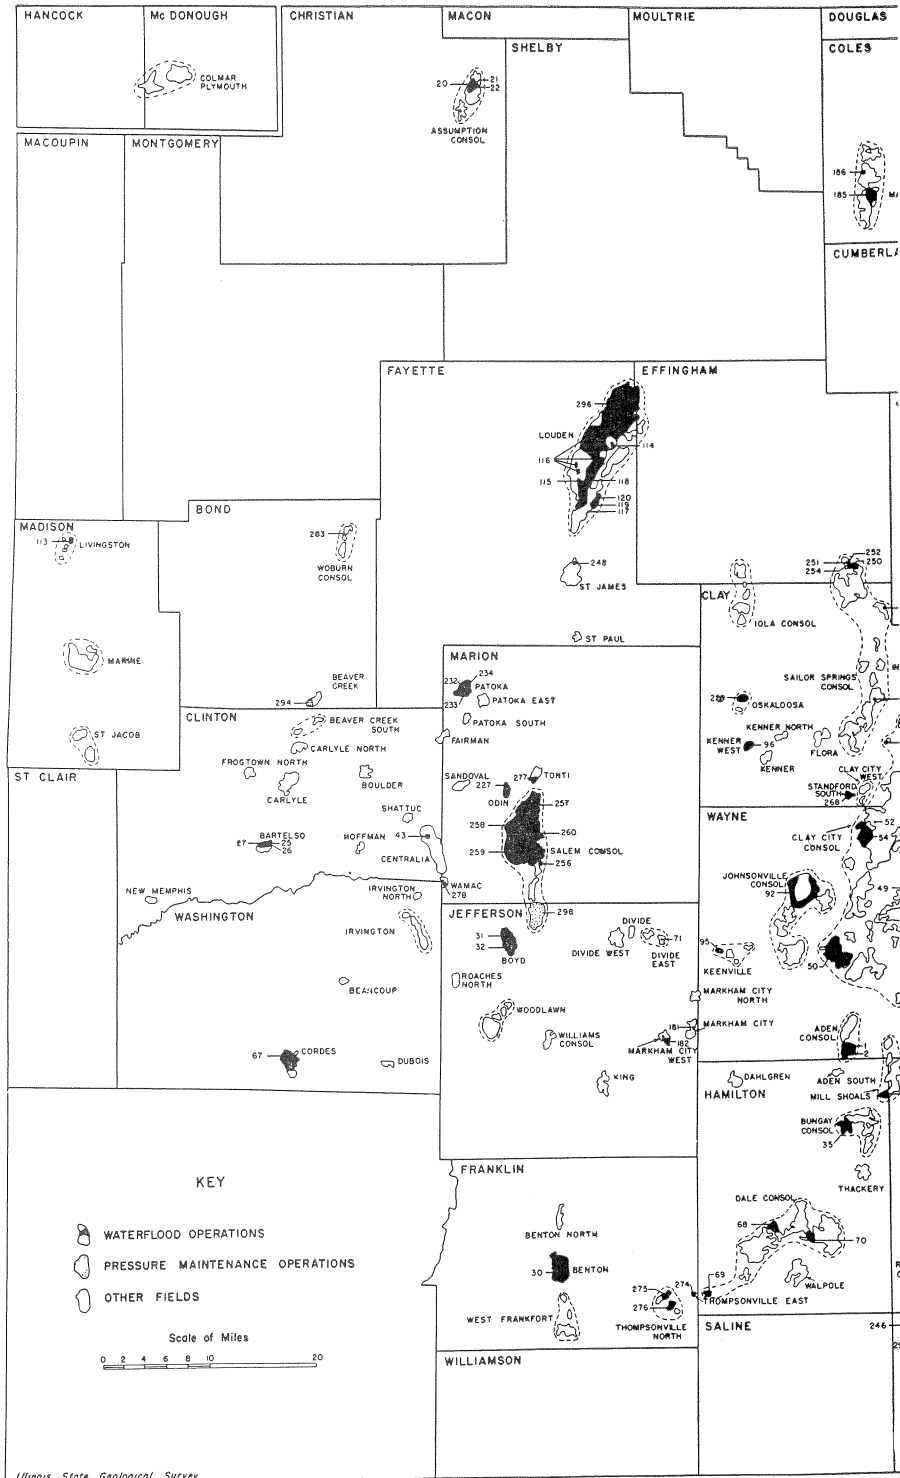 HANCOCK
Mc DONOUGH
CHRISTIAN
MACON
MOULTRIE
DOUGLAS
SHELBY
COLES
COLMAR
PLYMOUTH
20
21
22
ASSUMPTION
CONSOL
MACOUPIN
MONTGOMERY
186
185
MA
CUMBERLA
FAYETTE
EFFINGHAM
296
LOUDEN
114
116
115
118
120
119
117
BOND
MADISON
113
LIVINGSTON
283
WOBURN
CONSOL
248
ST JAMES
252
251
250
254
CLAY
IOLA CONSOL
ST PAUL
MARINE
MARION
BEAVER
CREEK
294
232
234
PATOKA
233
PATOKA EAST
PATOKA SOUTH
FAIRMAN
SAILOR SPRINGS
CONSOL
OSKALOOSA
CLINTON
BEAVER CREEK
SOUTH
CARLYLE NORTH
ST JACOB
KENNER NORTH
KENNER
WEST
96
KENNER
FLORA
ST CLAIR
FROGTOWN NORTH
CARLYLE
BOULDER
SANDOVAL
227
ODIN
277
TONTI
257
CLAY CITY
WEST
STANDFORD
SOUTH
268
SHATTUC
WAYNE
52
CLAY CITY
CONSOL
54
BARTELSO
27
25
26
HOFFMAN
43
CENTRALIA
258
260
259
SALEM CONSOL
256
JOHNSONVILLE
CONSOL
92
49
NEW MEMPHIS
WASHINGTON
IRVINGTON
NORTH
WAMAC
278
IRVINGTON
JEFFERSON
298
31
32
BOYD
DIVIDE
DIVIDE WEST
71
DIVIDE
EAST
95
KEENVILLE
50
BEAUCOUP
ROACHES
NORTH
MARKHAM CITY
NORTH
WOODLAWN
WILLIAMS
CONSOL
181
MARKHAM CITY
182
MARKHAM CITY
WEST
ADEN
CONSOL
1
2
67
CORDES
DUBOIS
KING
DAHLGREN
HAMILTON
ADEN SOUTH
MILL SHOALS
BUNGAY
CONSOL
35
FRANKLIN
THACKERY
KEY
DALE CONSOL
68
70
WATERFLOOD OPERATIONS
BENTON NORTH
PRESSURE MAINTENANCE OPERATIONS
30
BENTON
69
274
275
276
WALPOLE
THOMPSONVILLE EAST
OTHER FIELDS
WEST FRANKFORT
THOMPSONVILLE
NORTH
SALINE
246
Scale of Miles
0 2 4 6 8 10 20
WILLIAMSON
Illinois State Geological Survey